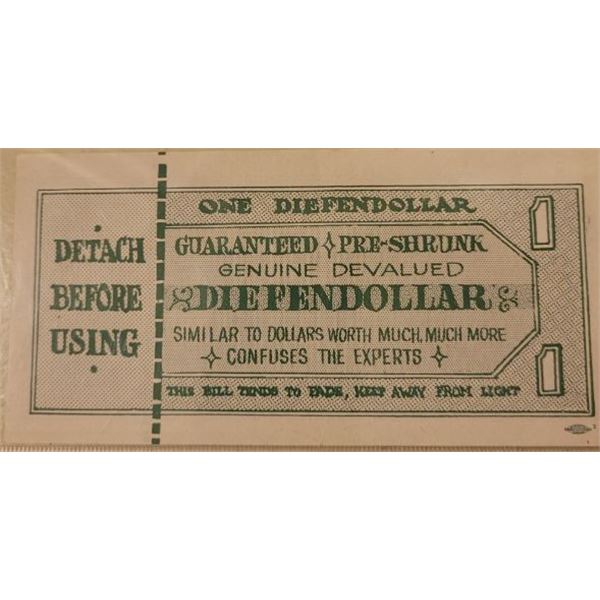 DETACH
BEFORE
USING
ONE DIEFENDOLLAR
GUARANTEED PRE-SHRUNK
GENUINE DEVALUED
DIEFENDOLLAR
SIMILAR TO DOLLARS WORTH MUCH, MUCH MORE
CONFUSES THE EXPERTS
THIS BILL TENDS TO FADE, KEEP AWAY FROM LIGHT
1
1